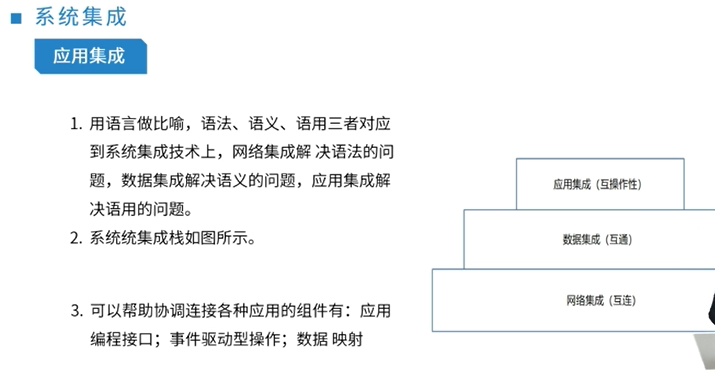 系统集成
应用集成
1. 用语言做比喻，语法、语义、语用三者对应
到系统集成技术上，网络集成解 决语法的问
题，数据集成解决语义的问题，应用集成解
决语用的问题。
2. 系统统集成栈如图所示。
3. 可以帮助协调连接各种应用的组件有：应用
编程接口；事件驱动型操作；数据 映射
应用集成（互操作性）
数据集成（互通）
网络集成（互连）